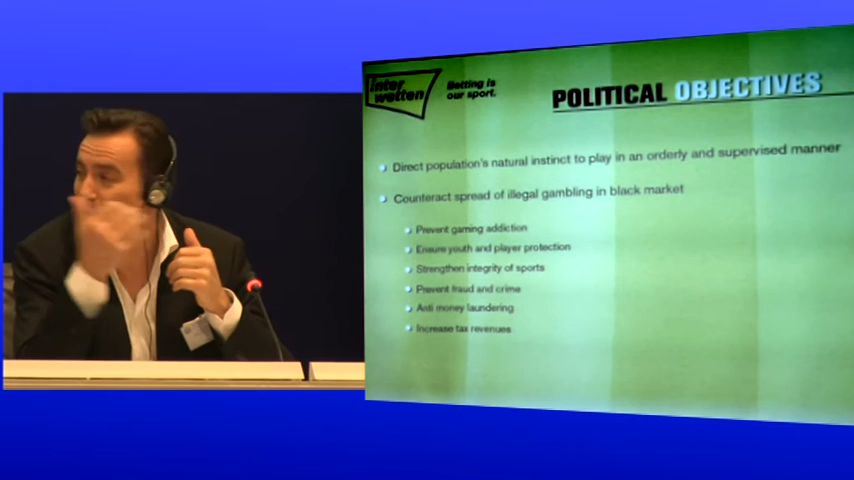 inter
wetten
Betting is
our sport.
POLITICAL OBJECTIVES
Direct population's natural instinct to play in an orderly and supervised manner
Counteract spread of illegal gambling in black market
Prevent gaming addiction
Ensure youth and player protection
Strengthen integrity of sports
Prevent fraud and crime
Anti money laundering
Increase tax revenues